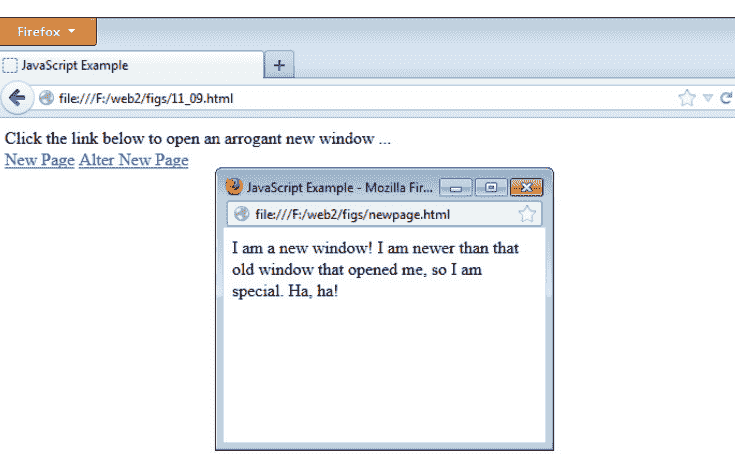 Firefox
JavaScript Example
file:///F:/web2/figs/11_09.html
Click the link below to open an arrogant new window ...
New Page Alter New Page
JavaScript Example - Mozilla Fir...
file:///F:/web2/figs/newpage.html
I am a new window! I am newer than that
old window that opened me, so I am
special. Ha, ha!